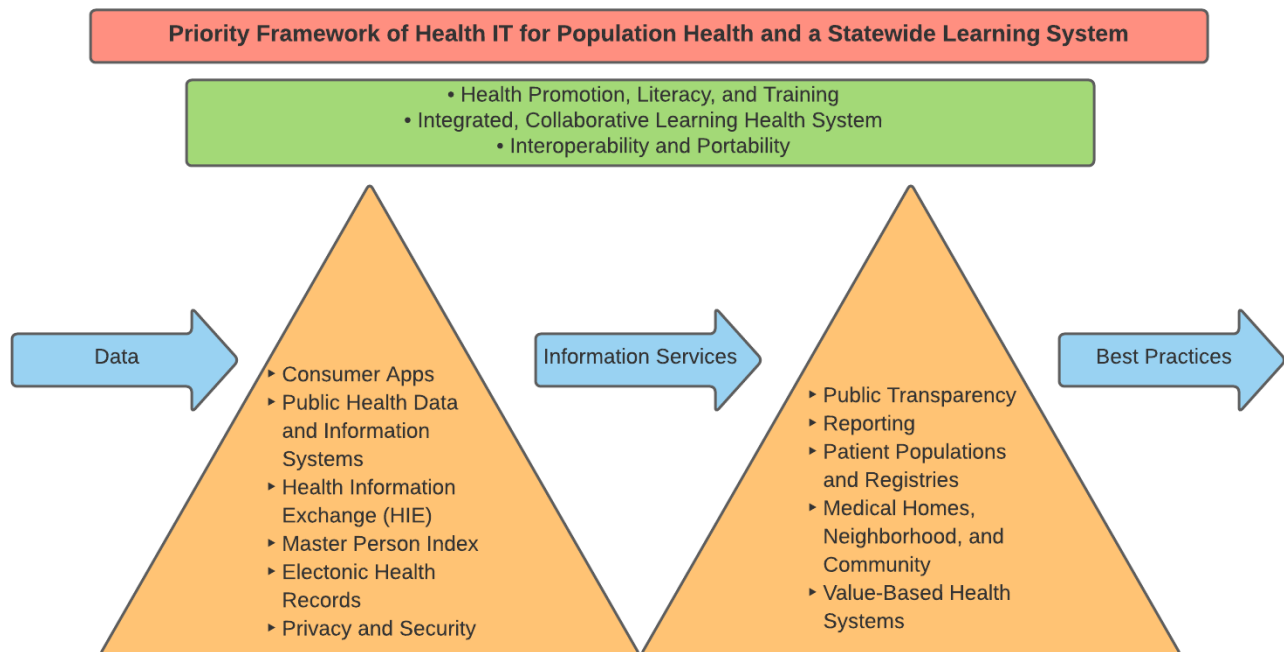 Priority Framework of Health IT for Population Health and a Statewide Learning System
• Health Promotion, Literacy, and Training
• Integrated, Collaborative Learning Health System
• Interoperability and Portability
Data
‣ Consumer Apps
‣ Public Health Data
and Information
Systems
‣ Health Information
Exchange (HIE)
‣ Master Person Index
‣ Electonic Health
Records
‣ Privacy and Security
Information Services
‣ Public Transparency
‣ Reporting
‣ Patient Populations
and Registries
‣ Medical Homes,
Neighborhood, and
Community
‣ Value-Based Health
Systems
Best Practices